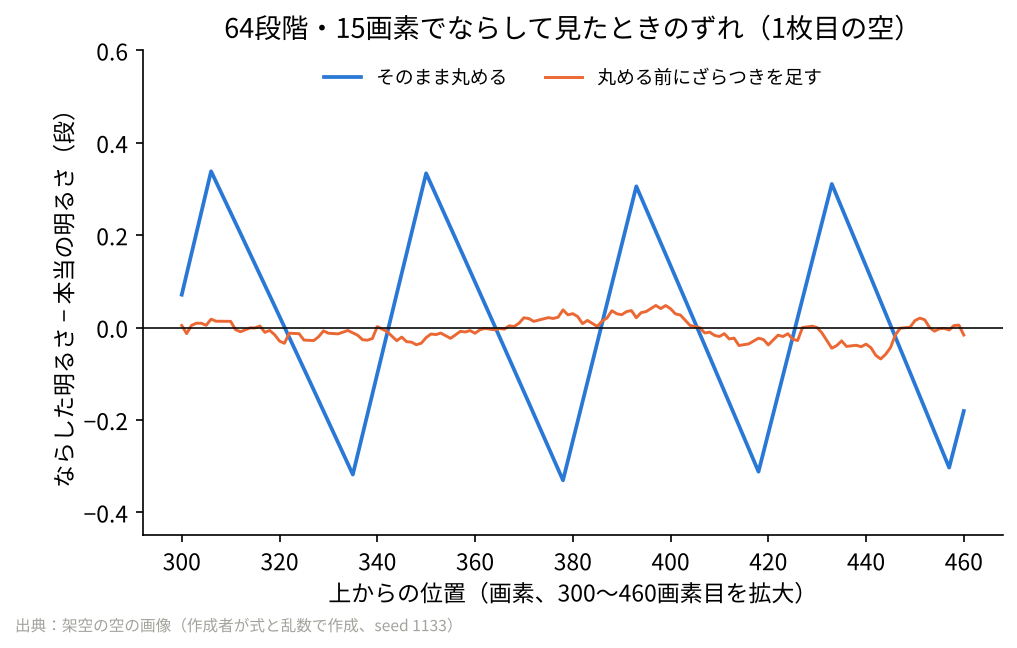 64段階・15画素でならして見たときのずれ（1枚目の空）
そのまま丸める
丸める前にざらつきを足す
ならした明るさ − 本当の明るさ（段）
0.6
0.4
0.2
0.0
−0.2
−0.4
300 320 340 360 380 400 420 440 460
上からの位置（画素、300〜460画素目を拡大）
出典：架空の空の画像（作成者が式と乱数で作成、seed 1133）